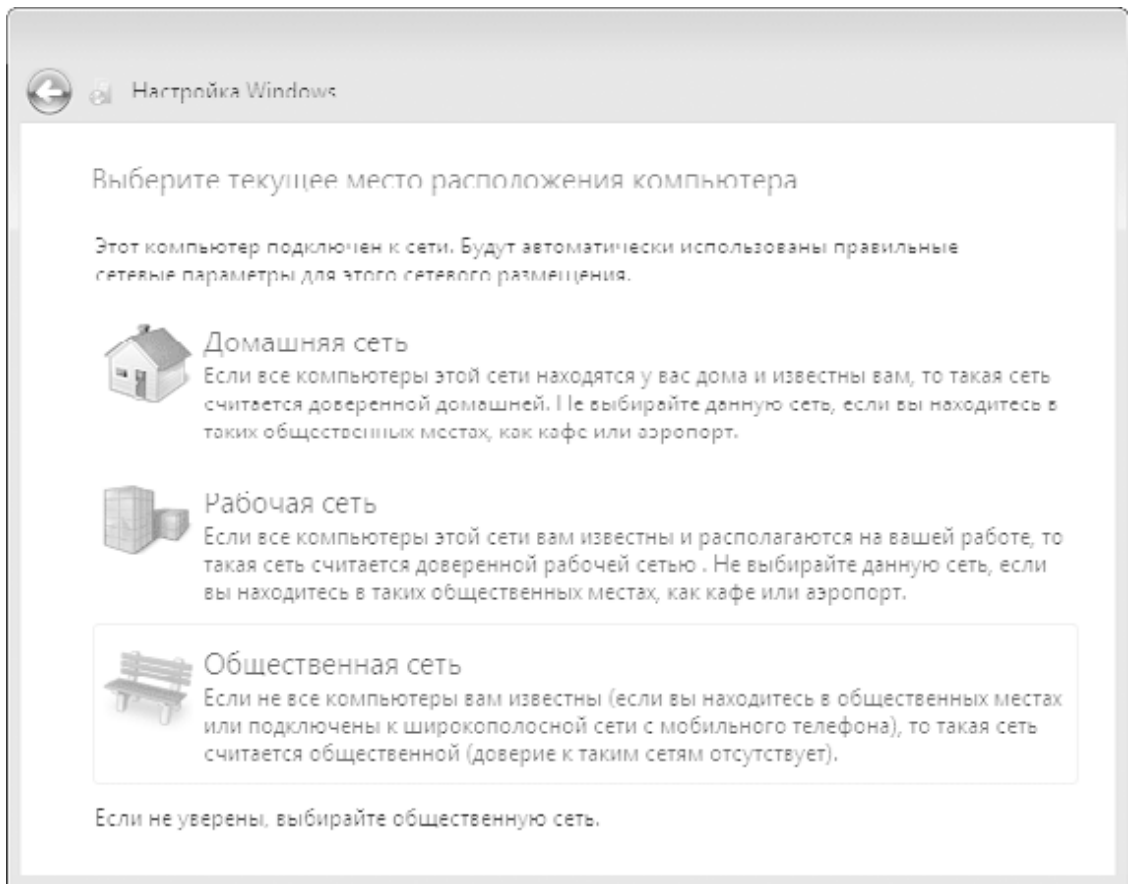 Настройка Windows
Выберите текущее место расположения компьютера
Этот компьютер подключен к сети. Будут автоматически использованы правильные
сетевые параметры для этого сетевого размещения.
Домашняя сеть
Если все компьютеры этой сети находятся у вас дома и известны вам, то такая сеть
считается доверенной домашней. Не выбирайте данную сеть, если вы находитесь в
таких общественных местах, как кафе или аэропорт.
Рабочая сеть
Если все компьютеры этой сети вам известны и располагаются на вашей работе, то
такая сеть считается доверенной рабочей сетью . Не выбирайте данную сеть, если
вы находитесь в таких общественных местах, как кафе или аэропорт.
Общественная сеть
Если не все компьютеры вам известны (если вы находитесь в общественных местах
или подключены к широкополосной сети с мобильного телефона), то такая сеть
считается общественной (доверие к таким сетям отсутствует).
Если не уверены, выбирайте общественную сеть.